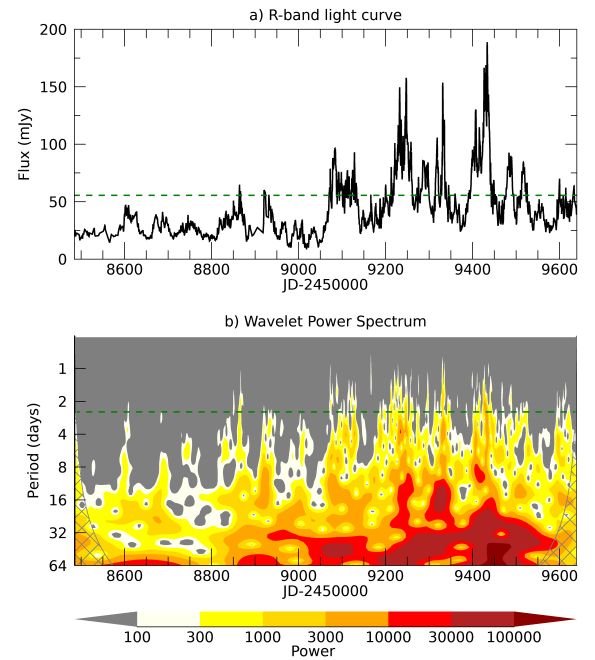 a) R-band light curve
200
150
100
50
0
Flux (mJy)
8600 8800 9000 9200 9400 9600
JD-2450000
b) Wavelet Power Spectrum
1
2
4
8
16
32
64
Period (days)
8600 8800 9000 9200 9400 9600
JD-2450000
100 300 1000 3000 10000 30000 100000
Power